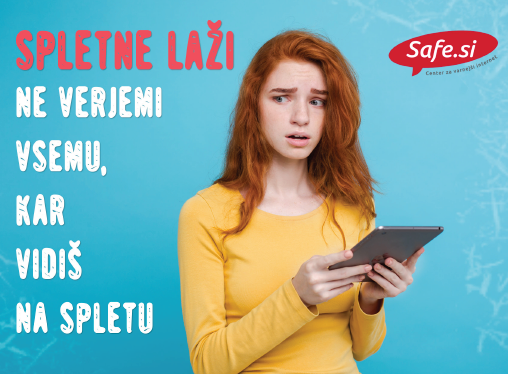 SPLETNE LAŽI
NE VERJEMI
VSEMU,
KAR
VIDIŠ
NA SPLETU
Safe.si
Center za varnejši internet